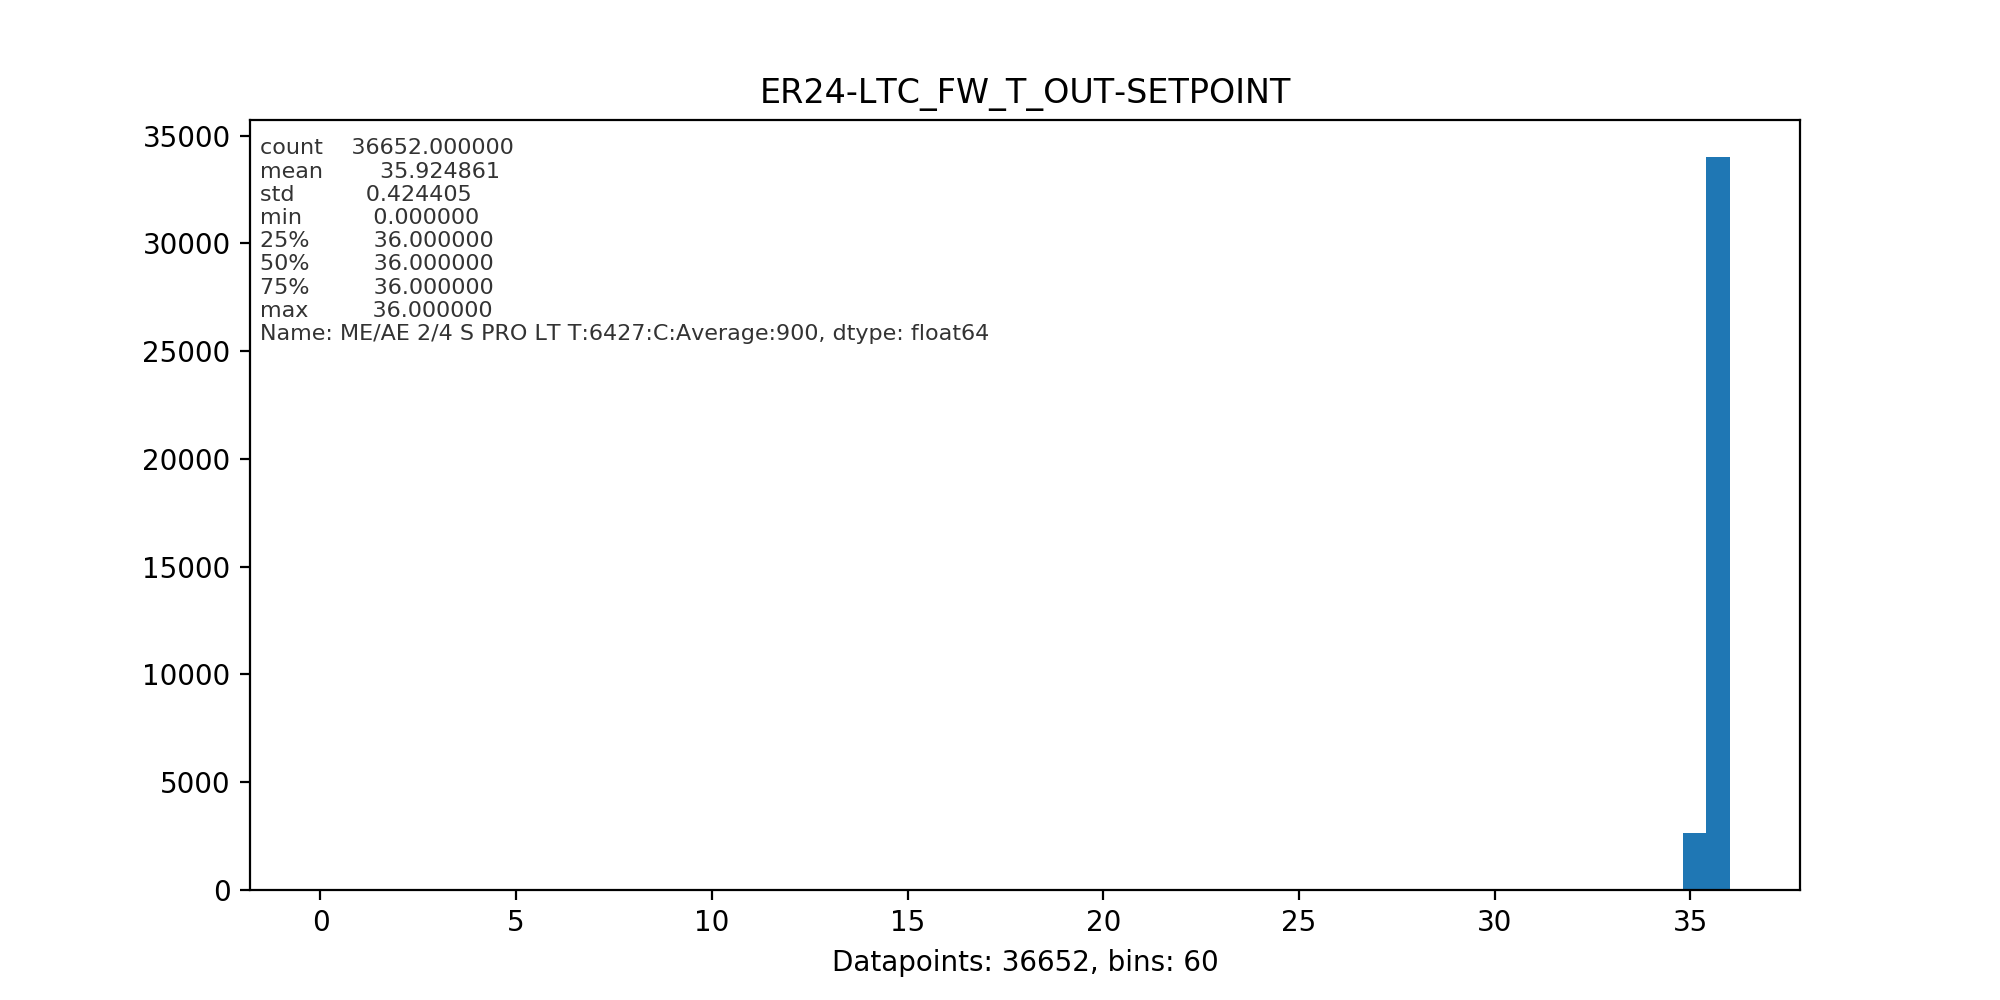 ER24-LTC_FW_T_OUT-SETPOINT
35000
30000
25000
20000
15000
10000
5000
0
count 36652.000000
mean 35.924861
std 0.424405
min 0.000000
25% 36.000000
50% 36.000000
75% 36.000000
max 36.000000
Name: ME/AE 2/4 S PRO LT T:6427:C:Average:900, dtype: float64
0 5 10 15 20 25 30 35
Datapoints: 36652, bins: 60